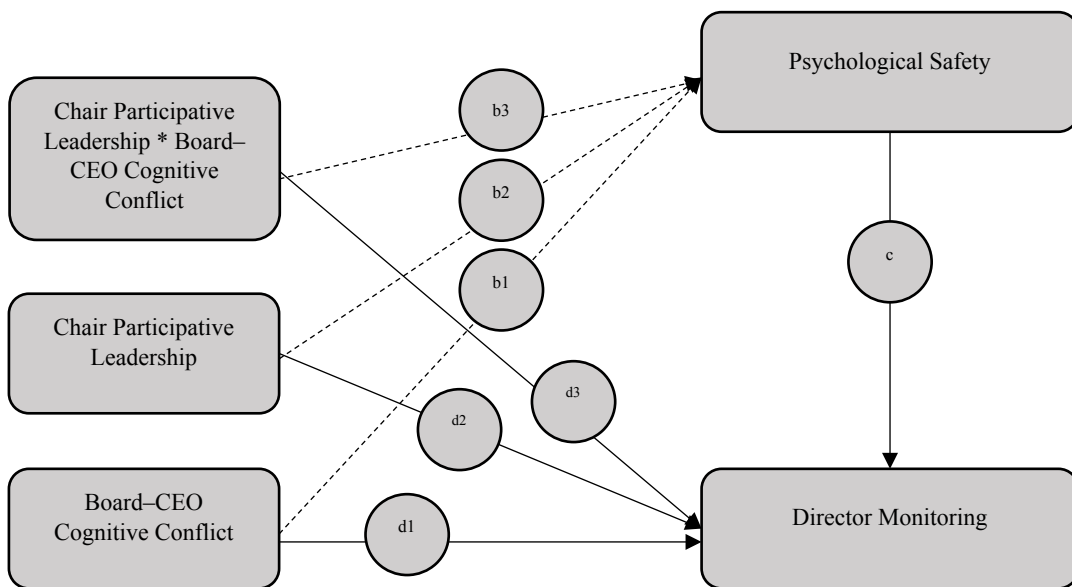 Chair Participative
Leadership * Board–
CEO Cognitive
Conflict
Psychological Safety
b3
b2
b1
c
Chair Participative
Leadership
d3
d2
Board–CEO
Cognitive Conflict
d1
Director Monitoring